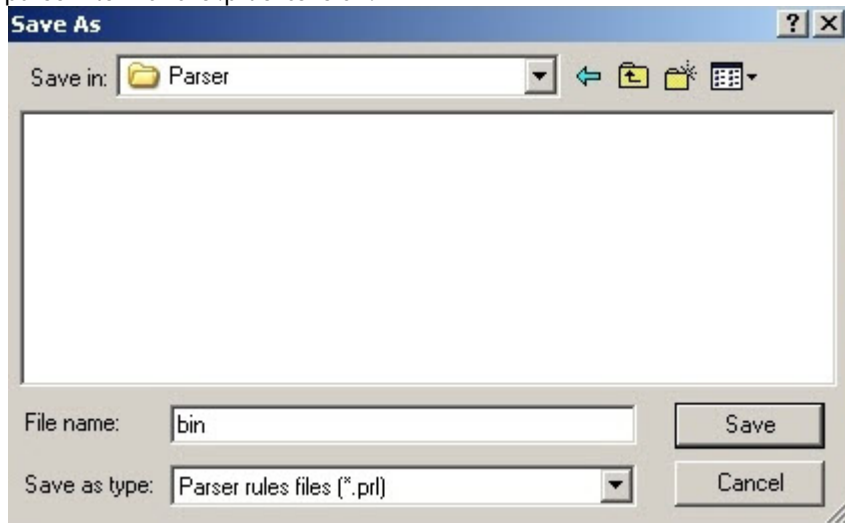 Save As
Save in: Parser
File name: bin
Save
Save as type: Parser rules files (*.prl)
Cancel